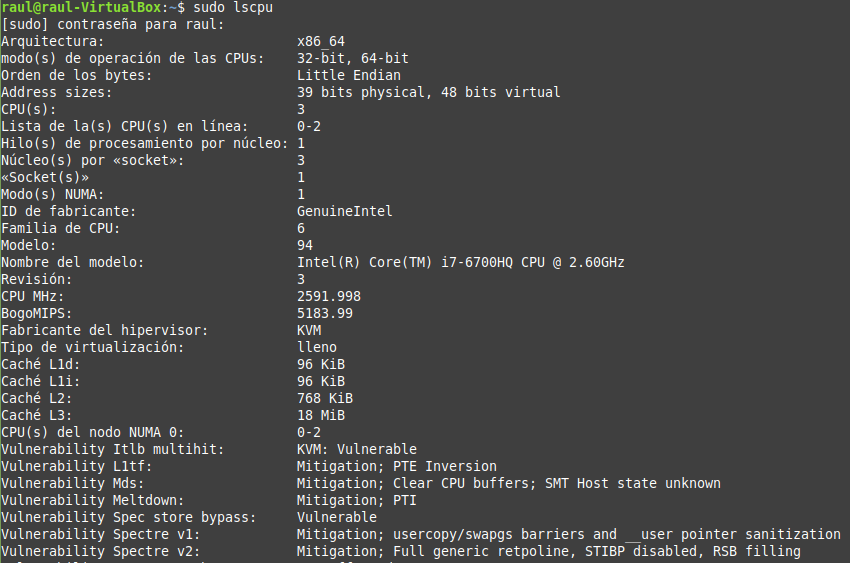 raul@raul-VirtualBox:~$ sudo lscpu
[sudo] contraseña para raul:
Arquitectura: x86_64
modo(s) de operación de las CPUs: 32-bit, 64-bit
Orden de los bytes: Little Endian
Address sizes: 39 bits physical, 48 bits virtual
CPU(s): 3
Lista de la(s) CPU(s) en línea: 0-2
Hilo(s) de procesamiento por núcleo: 1
Núcleo(s) por «socket»: 3
«Socket(s)» 1
Modo(s) NUMA: 1
ID de fabricante: GenuineIntel
Familia de CPU: 6
Modelo: 94
Nombre del modelo: Intel(R) Core(TM) i7-6700HQ CPU @ 2.60GHz
Revisión: 3
CPU MHz: 2591.998
BogoMIPS: 5183.99
Fabricante del hipervisor: KVM
Tipo de virtualización: lleno
Caché L1d: 96 KiB
Caché L1i: 96 KiB
Caché L2: 768 KiB
Caché L3: 18 MiB
CPU(s) del nodo NUMA 0: 0-2
Vulnerability Itlb multihit: KVM: Vulnerable
Vulnerability L1tf: Mitigation; PTE Inversion
Vulnerability Mds: Mitigation; Clear CPU buffers; SMT Host state unknown
Vulnerability Meltdown: Mitigation; PTI
Vulnerability Spec store bypass: Vulnerable
Vulnerability Spectre v1: Mitigation; usercopy/swapgs barriers and __user pointer sanitization
Vulnerability Spectre v2: Mitigation; Full generic retpoline, STIBP disabled, RSB filling